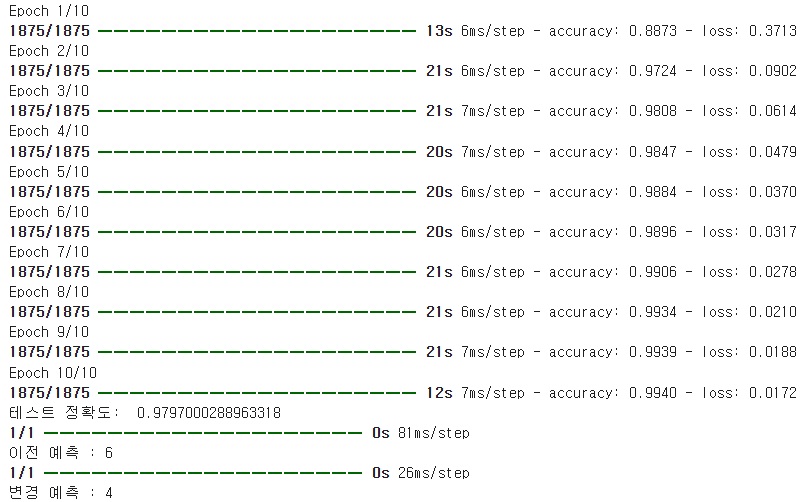 Epoch 1/10
1875/1875 ━━━━━━━━━━━━━━━━━━━━ 13s 6ms/step - accuracy: 0.8873 - loss: 0.3713
Epoch 2/10
1875/1875 ━━━━━━━━━━━━━━━━━━━━ 21s 6ms/step - accuracy: 0.9724 - loss: 0.0902
Epoch 3/10
1875/1875 ━━━━━━━━━━━━━━━━━━━━ 21s 7ms/step - accuracy: 0.9808 - loss: 0.0614
Epoch 4/10
1875/1875 ━━━━━━━━━━━━━━━━━━━━ 20s 7ms/step - accuracy: 0.9847 - loss: 0.0479
Epoch 5/10
1875/1875 ━━━━━━━━━━━━━━━━━━━━ 20s 6ms/step - accuracy: 0.9884 - loss: 0.0370
Epoch 6/10
1875/1875 ━━━━━━━━━━━━━━━━━━━━ 20s 6ms/step - accuracy: 0.9896 - loss: 0.0317
Epoch 7/10
1875/1875 ━━━━━━━━━━━━━━━━━━━━ 21s 6ms/step - accuracy: 0.9906 - loss: 0.0278
Epoch 8/10
1875/1875 ━━━━━━━━━━━━━━━━━━━━ 21s 6ms/step - accuracy: 0.9934 - loss: 0.0210
Epoch 9/10
1875/1875 ━━━━━━━━━━━━━━━━━━━━ 21s 7ms/step - accuracy: 0.9939 - loss: 0.0188
Epoch 10/10
1875/1875 ━━━━━━━━━━━━━━━━━━━━ 12s 7ms/step - accuracy: 0.9940 - loss: 0.0172
테스트 정확도:  0.9797000288963318
1/1 ━━━━━━━━━━━━━━━━━━━━ 0s 81ms/step
이전 예측 : 6
1/1 ━━━━━━━━━━━━━━━━━━━━ 0s 26ms/step
변경 예측 : 4